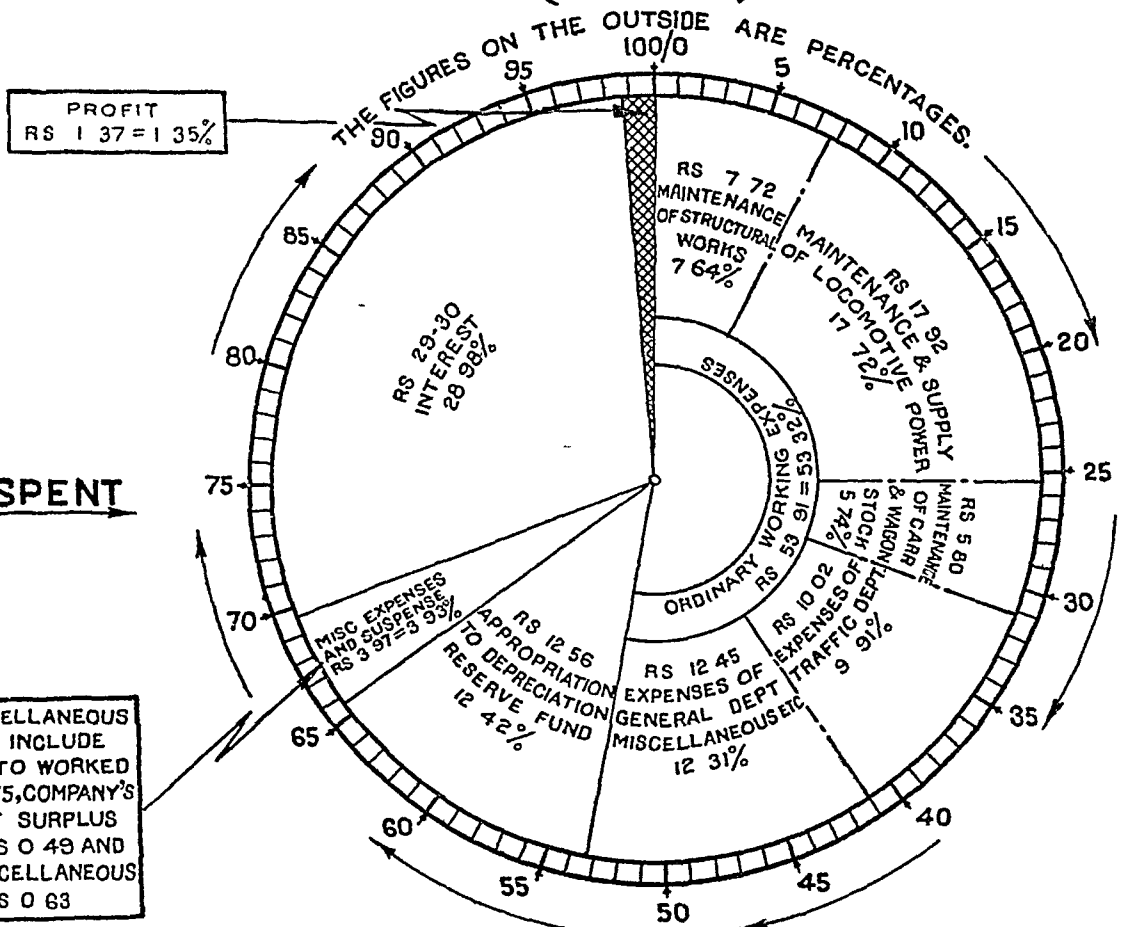 THE FIGURES ON THE OUTSIDE ARE PERCENTAGES.
100/0
5
10
15
20
25
30
35
40
45
50
55
60
65
70
75
80
85
90
95
PROFIT
RS 1 37 = 1 35%
RS 7 72
MAINTENANCE
OF STRUCTURAL
WORKS
7 64%
RS 17 92
MAINTENANCE & SUPPLY
OF LOCOMOTIVE POWER
17 72%
RS 5 80
MAINTENANCE
OF CARR
& WAGON
STOCK
5 74%
RS 10 02
EXPENSES OF
TRAFFIC DEPT
9 91%
RS 12 45
EXPENSES OF
GENERAL DEPT
MISCELLANEOUS ETC
12 31%
ORDINARY WORKING EXPENSES
RS 53 91 = 53 32%
RS 12 56
APPROPRIATION
TO DEPRECIATION
RESERVE FUND
12 42%
MISC EXPENSES
AND SUSPENSE
RS 3 97 = 3 93%
RS 29-30
INTEREST
28 98%
SPENT
ELLANEOUS
INCLUDE
TO WORKED
75, COMPANY'S
SURPLUS
S 0 49 AND
CELLANEOUS
S 0 63